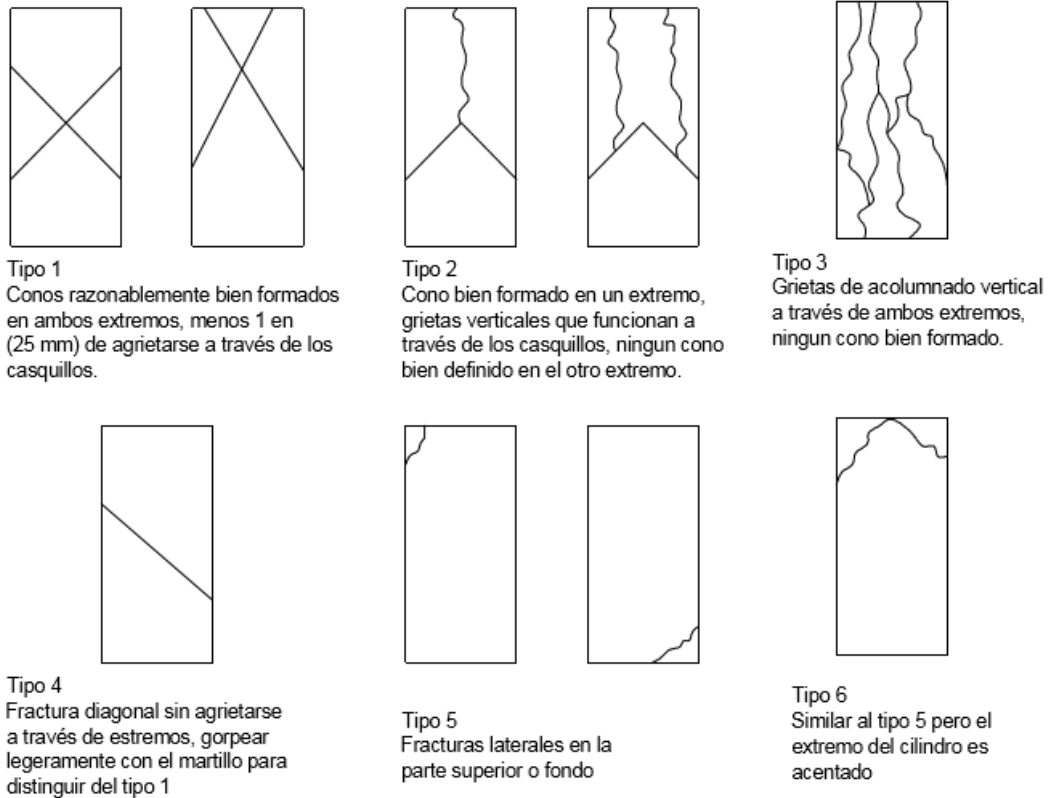 Tipo 1
Conos razonablemente bien formados
en ambos extremos, menos 1 en
(25 mm) de agrietarse a través de los
casquillos.
Tipo 2
Cono bien formado en un extremo,
grietas verticales que funcionan a
través de los casquillos, ningun cono
bien definido en el otro extremo.
Tipo 3
Grietas de acolumnado vertical
a través de ambos extremos,
ningun cono bien formado.
Tipo 4
Fractura diagonal sin agrietarse
a través de estremos, gorpear
legeramente con el martillo para
distinguir del tipo 1
Tipo 5
Fracturas laterales en la
parte superior o fondo
Tipo 6
Similar al tipo 5 pero el
extremo del cilindro es
acentado